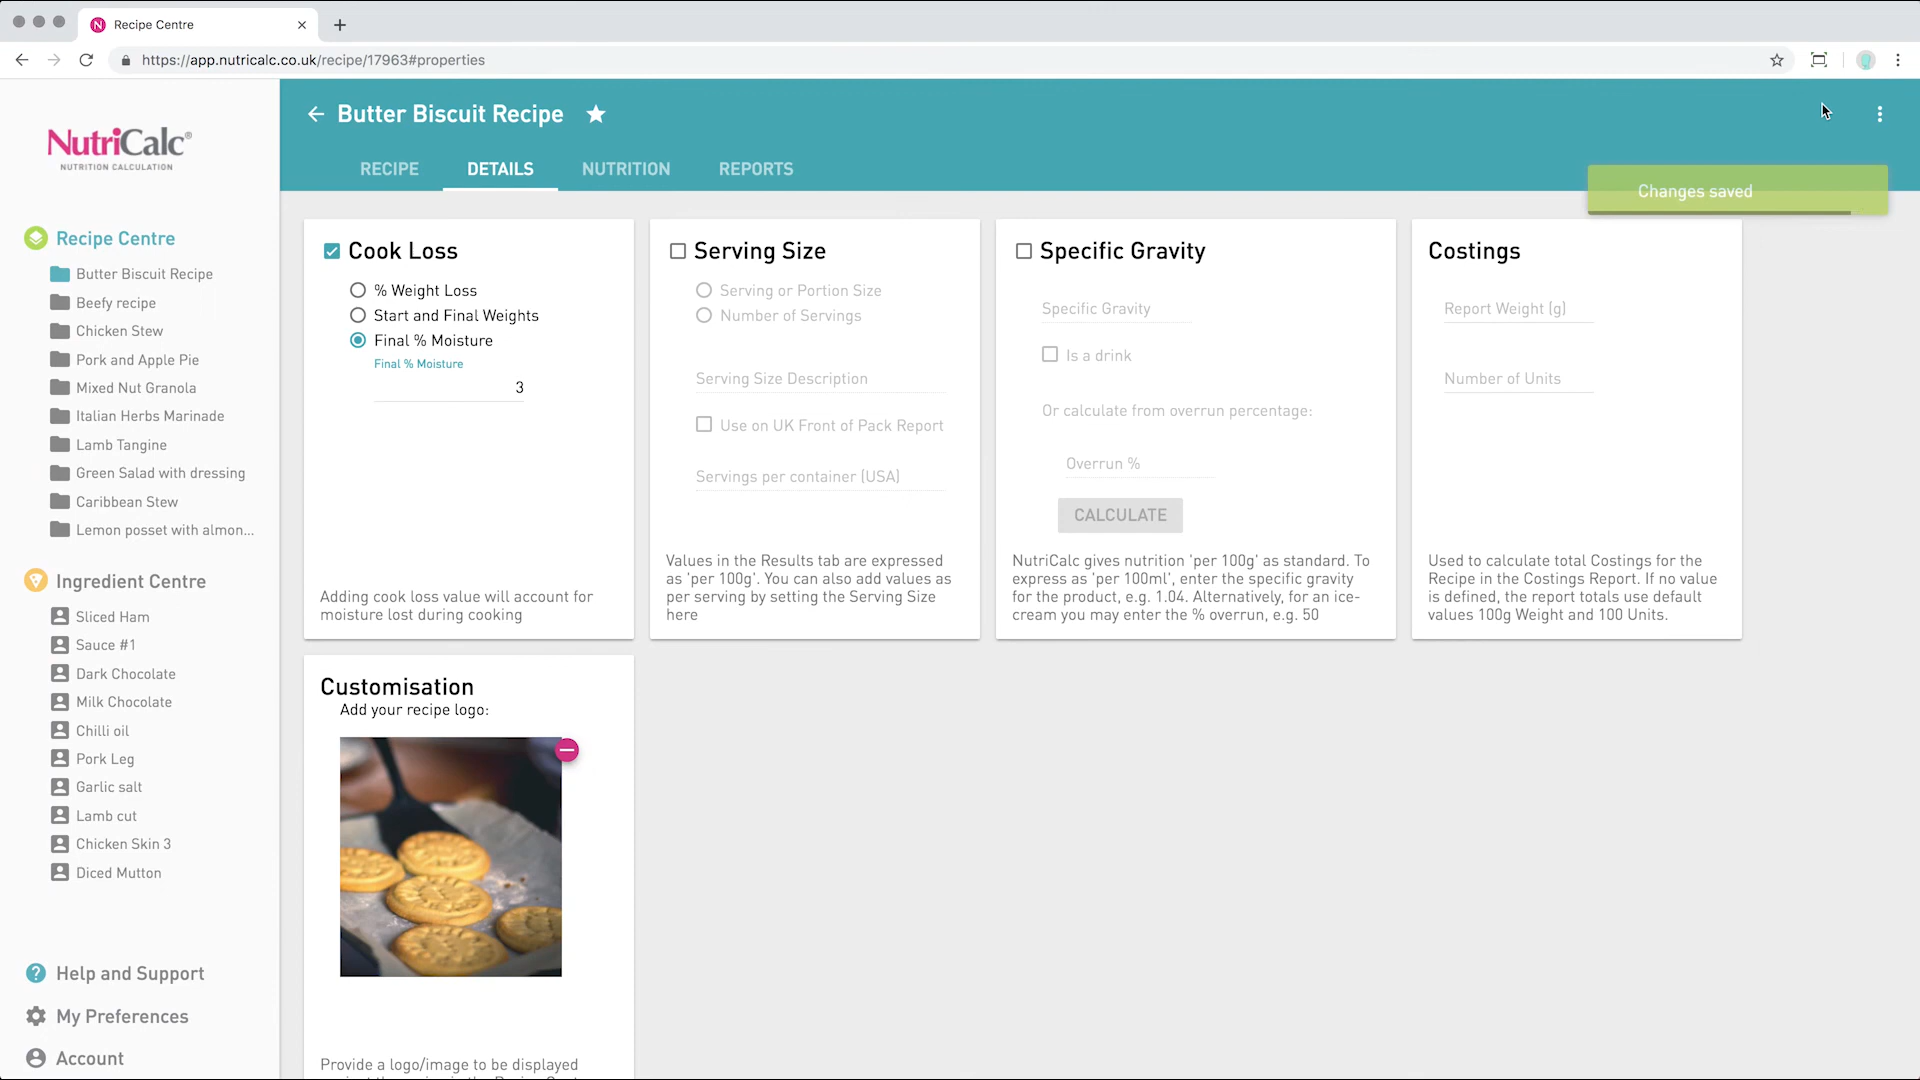 Recipe Centre
https://app.nutricalc.co.uk/recipe/17963#properties
NutriCalc®
NUTRITION CALCULATION
Recipe Centre
Butter Biscuit Recipe
Beefy recipe
Chicken Stew
Pork and Apple Pie
Mixed Nut Granola
Italian Herbs Marinade
Lamb Tangine
Green Salad with dressing
Caribbean Stew
Lemon posset with almon...
Ingredient Centre
Sliced Ham
Sauce #1
Dark Chocolate
Milk Chocolate
Chilli oil
Pork Leg
Garlic salt
Lamb cut
Chicken Skin 3
Diced Mutton
Help and Support
My Preferences
Account
Butter Biscuit Recipe
RECIPE DETAILS NUTRITION REPORTS
Changes saved
Cook Loss
% Weight Loss
Start and Final Weights
Final % Moisture
Final % Moisture
3
Adding cook loss value will account for
moisture lost during cooking
Serving Size
Serving or Portion Size
Number of Servings
Serving Size Description
Use on UK Front of Pack Report
Servings per container (USA)
Values in the Results tab are expressed
as 'per 100g'. You can also add values as
per serving by setting the Serving Size
here
Specific Gravity
Specific Gravity
Is a drink
Or calculate from overrun percentage:
Overrun %
CALCULATE
NutriCalc gives nutrition 'per 100g' as standard. To
express as 'per 100ml', enter the specific gravity
for the product, e.g. 1.04. Alternatively, for an ice-
cream you may enter the % overrun, e.g. 50
Costings
Report Weight (g)
Number of Units
Used to calculate total Costings for the
Recipe in the Costings Report. If no value
is defined, the report totals use default
values 100g Weight and 100 Units.
Customisation
Add your recipe logo:
Provide a logo/image to be displayed